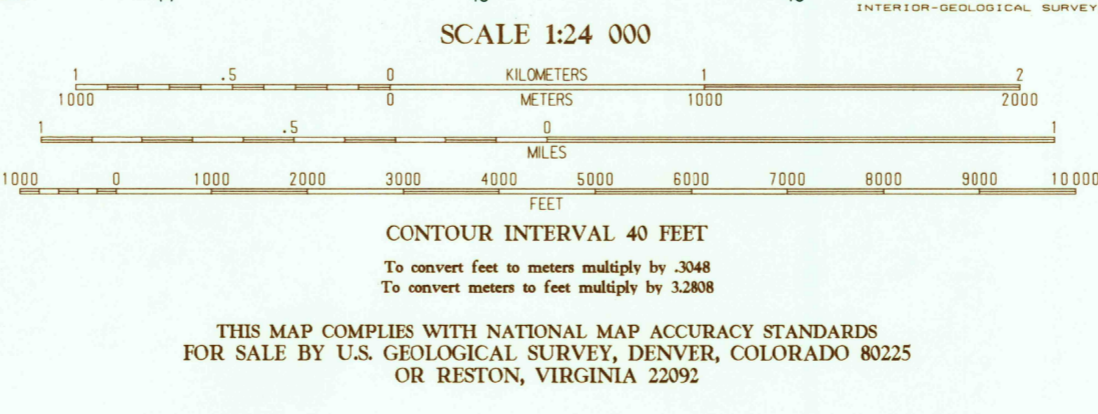 INTERIOR-GEOLOGICAL SURVEY
SCALE 1:24 000
1 .5 0 KILOMETERS 1 2
1000 0 METERS 1000 2000
1 .5 0 1
MILES
1000 0 1000 2000 3000 4000 5000 6000 7000 8000 9000 10 000
FEET
CONTOUR INTERVAL 40 FEET
To convert feet to meters multiply by .3048
To convert meters to feet multiply by 3.2808
THIS MAP COMPLIES WITH NATIONAL MAP ACCURACY STANDARDS
FOR SALE BY U.S. GEOLOGICAL SURVEY, DENVER, COLORADO 80225
OR RESTON, VIRGINIA 22092